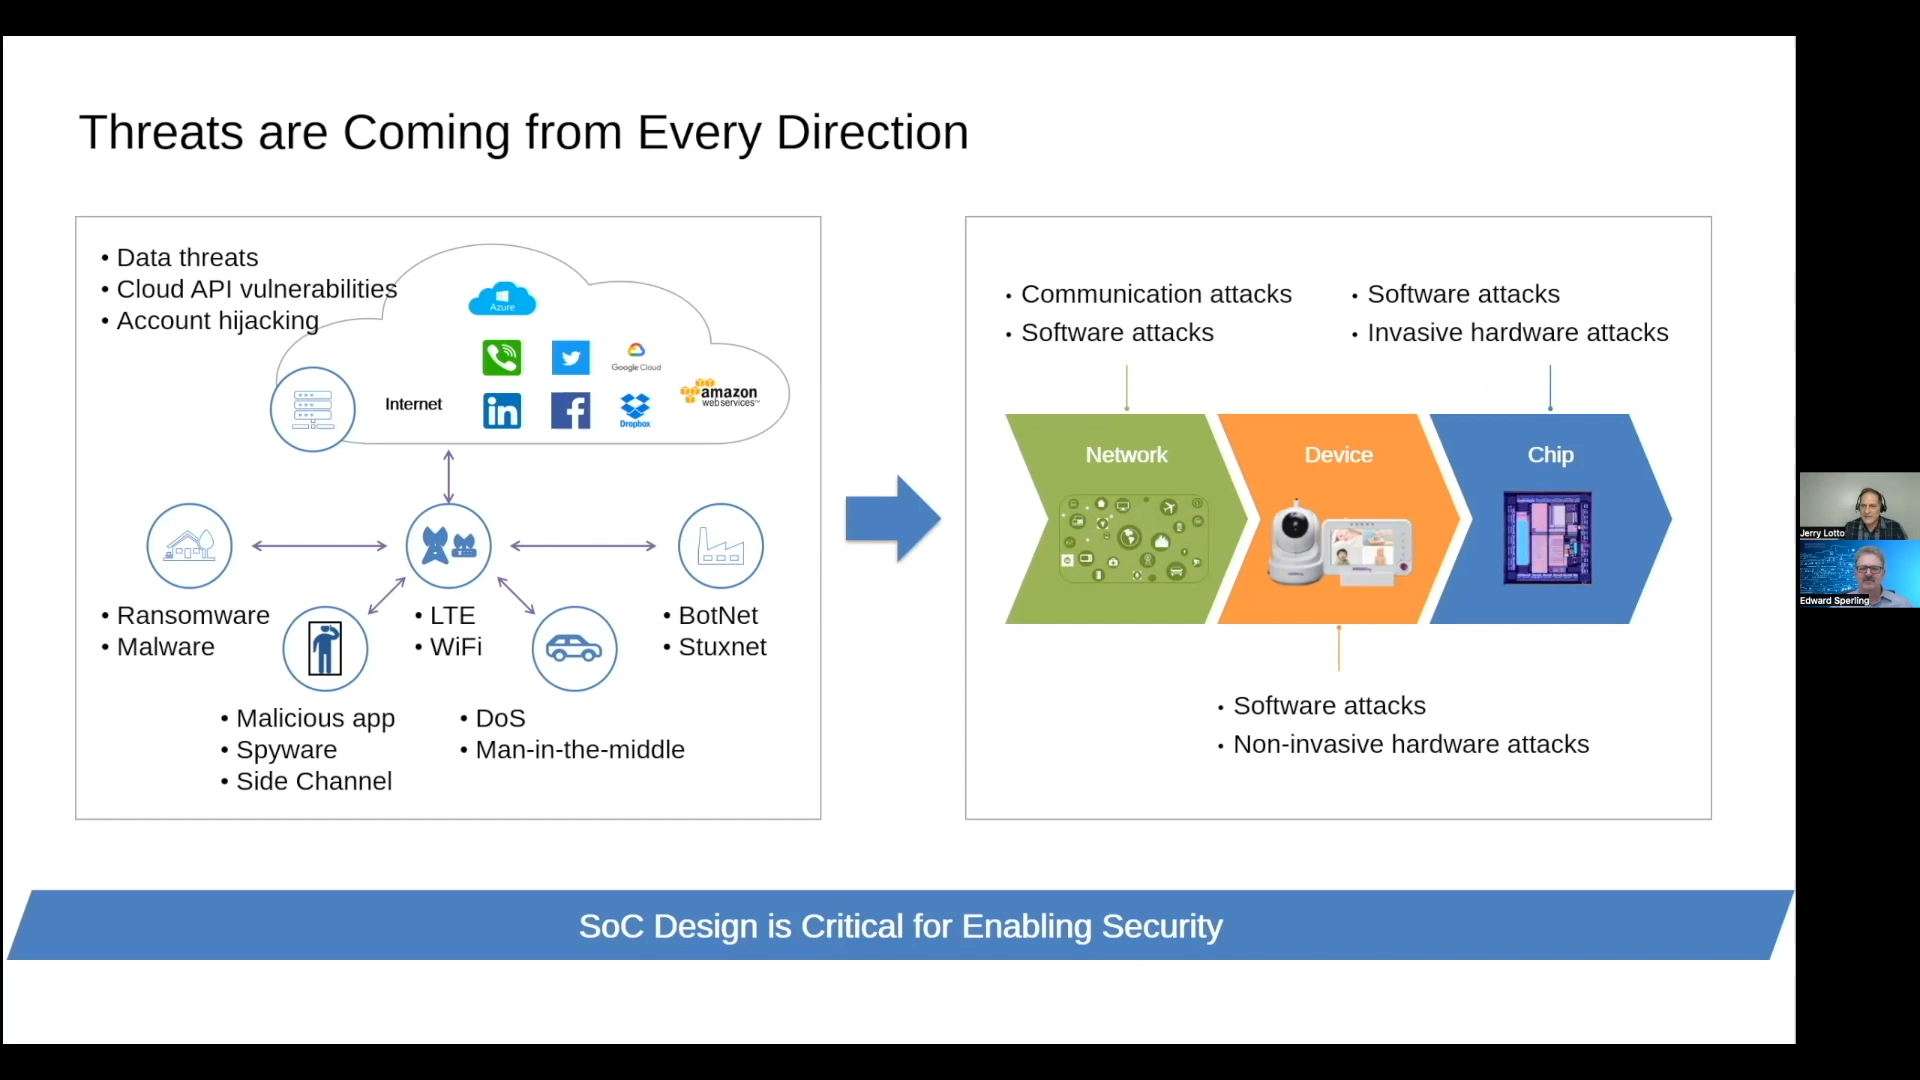 Threats are Coming from Every Direction
• Data threats
• Cloud API vulnerabilities
• Account hijacking
Azure
Google Cloud
Internet
amazon
webservices™
Dropbox
in
f
• Ransomware
• Malware
• LTE
• WiFi
• BotNet
• Stuxnet
• Malicious app
• Spyware
• Side Channel
• DoS
• Man-in-the-middle
• Communication attacks
• Software attacks
• Software attacks
• Invasive hardware attacks
Network
Device
Chip
• Software attacks
• Non-invasive hardware attacks
SoC Design is Critical for Enabling Security
Jerry Lotto
Edward Sperling